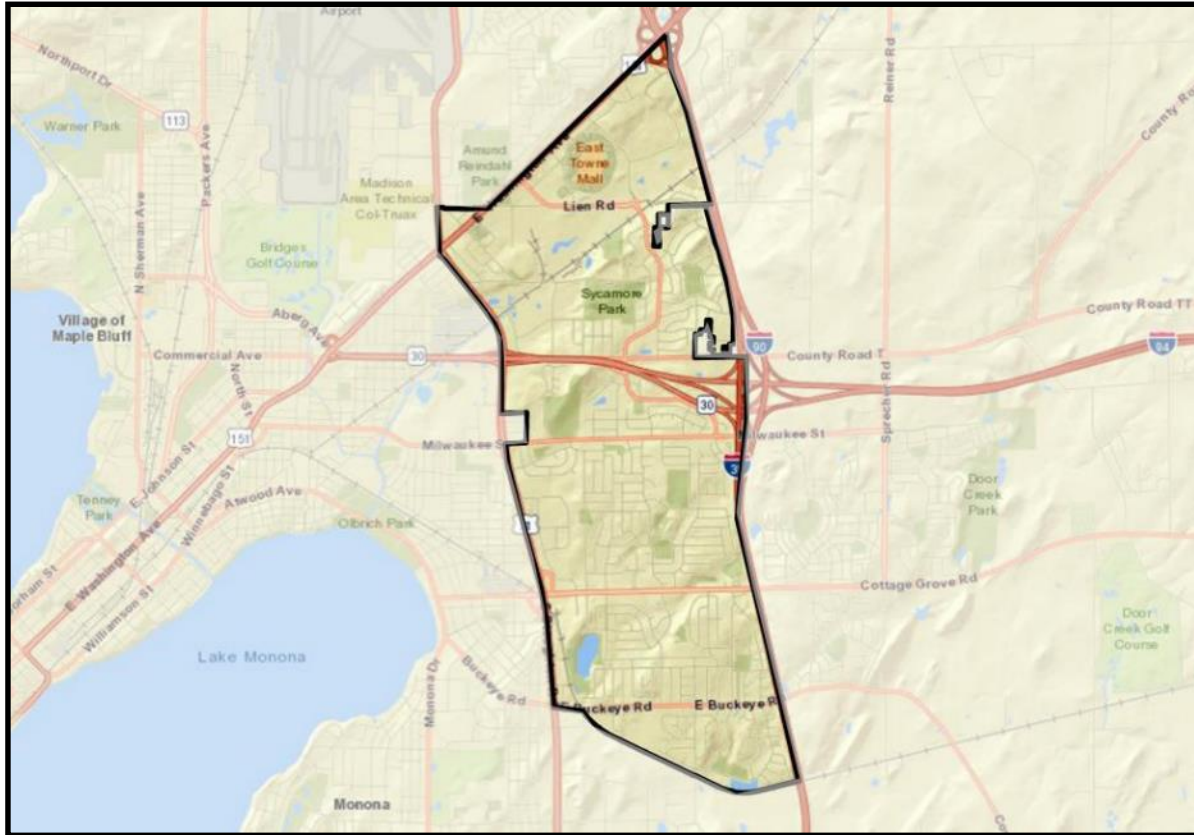 Airport
Northport Dr
113
Warner Park
Packers Ave
N Sherman Ave
Amund
Reindahl
Park
East
Towne
Mall
Reiner Rd
Madison
Area Technical
Col-Truax
Lien Rd
Bridges
Golf Course
Village of
Maple Bluff
Aberg Ave
Sycamore
Park
County Road TT
Commercial Ave
30
90
County Road T
94
North St
30
Sprecher Rd
151
Milwaukee St
Milwaukee St
E Johnson St
Winnebago St
Atwood Ave
Tenney
Park
Olbrich Park
Door
Creek
Park
E Washington Ave
Williamson St
Cottage Grove Rd
Door
Creek Golf
Course
Lake Monona
Monona Dr
Buckeye Rd
E Buckeye Rd
E Buckeye R
Monona